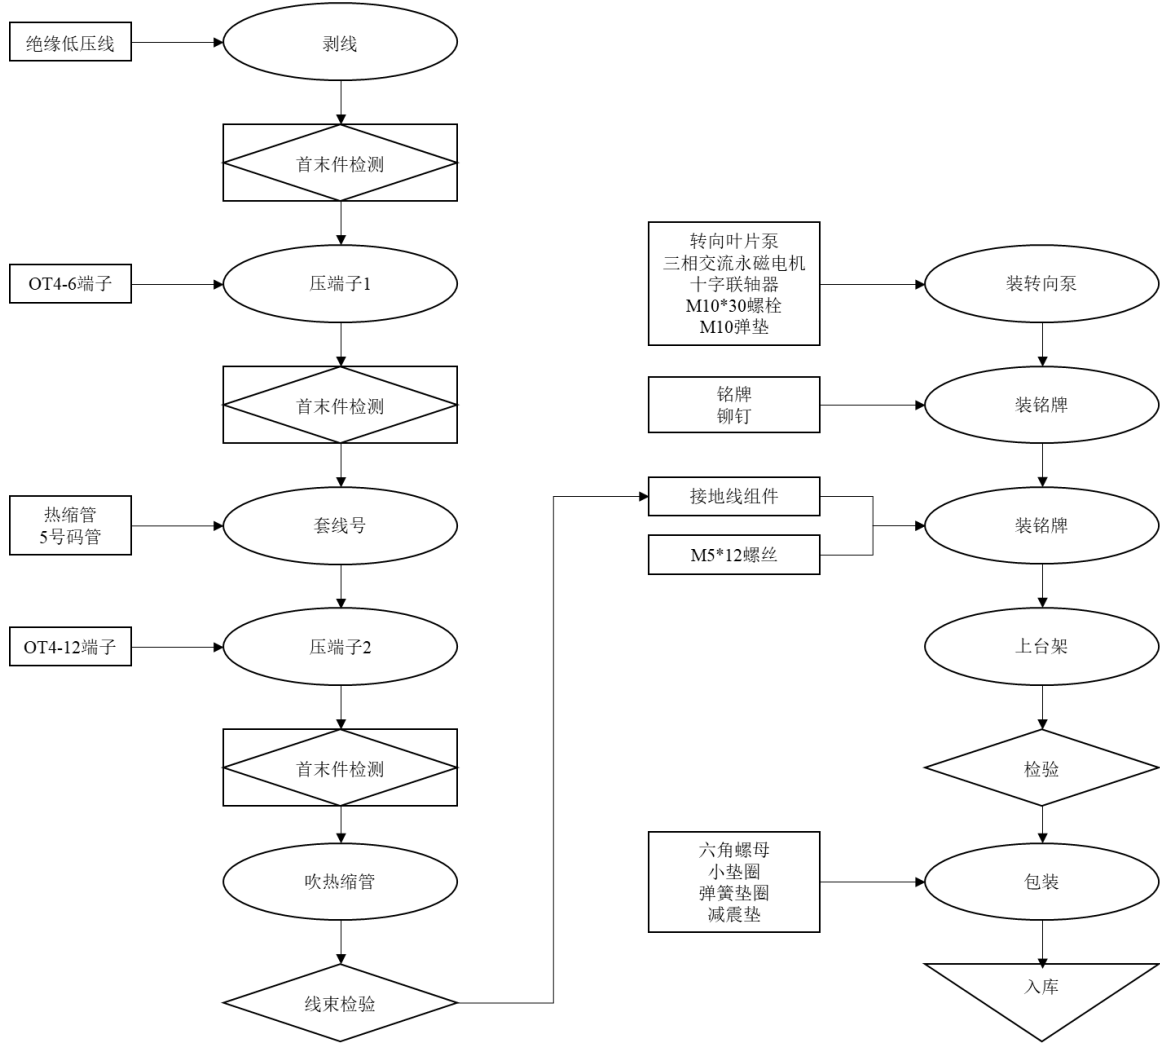 绝缘低压线
剥线
首末件检测
OT4-6端子
压端子1
首末件检测
热缩管
5号码管
套线号
OT4-12端子
压端子2
首末件检测
吹热缩管
线束检验
转向叶片泵
三相交流永磁电机
十字联轴器
M10*30螺栓
M10弹垫
装转向泵
铭牌
铆钉
装铭牌
接地线组件
M5*12螺丝
装铭牌
上台架
检验
六角螺母
小垫圈
弹簧垫圈
减震垫
包装
入库